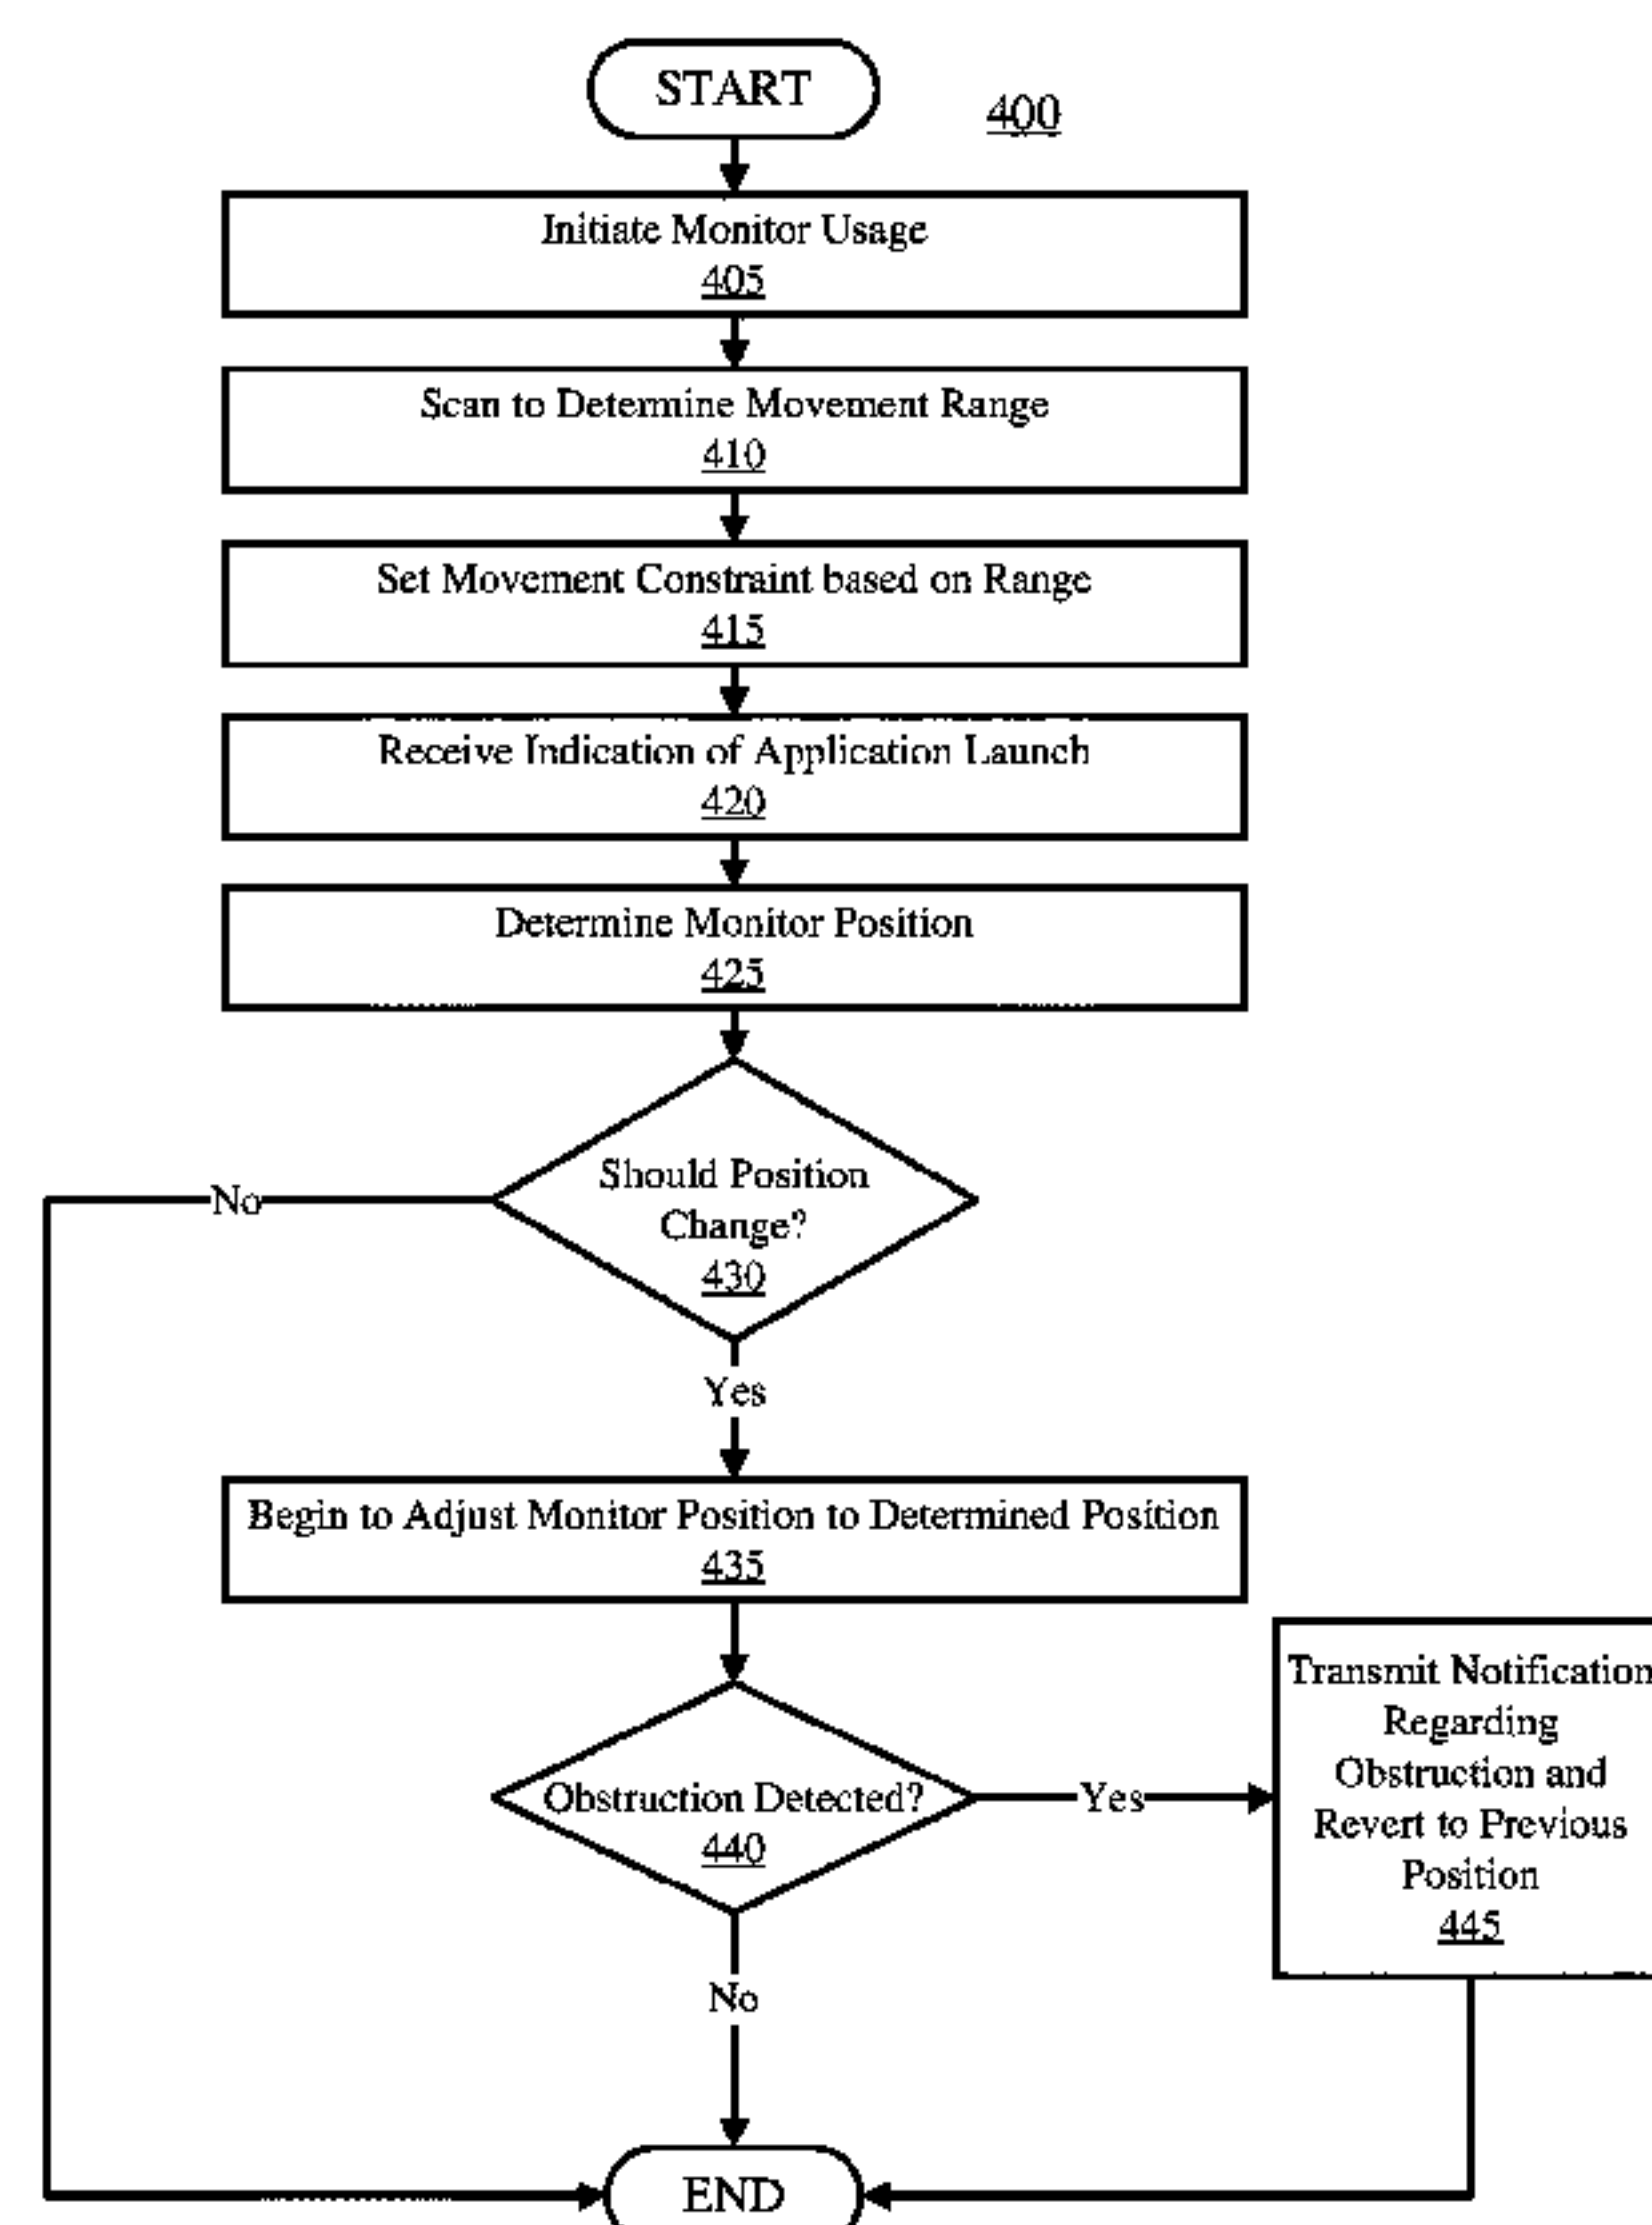 START
400
Initiate Monitor Usage
405
Scan to Determine Movement Range
410
Set Movement Constraint based on Range
415
Receive Indication of Application Launch
420
Determine Monitor Position
425
Should Position
Change?
430
No
Yes
Begin to Adjust Monitor Position to Determined Position
435
Obstruction Detected?
440
Yes
Transmit Notification
Regarding
Obstruction and
Revert to Previous
Position
445
No
END